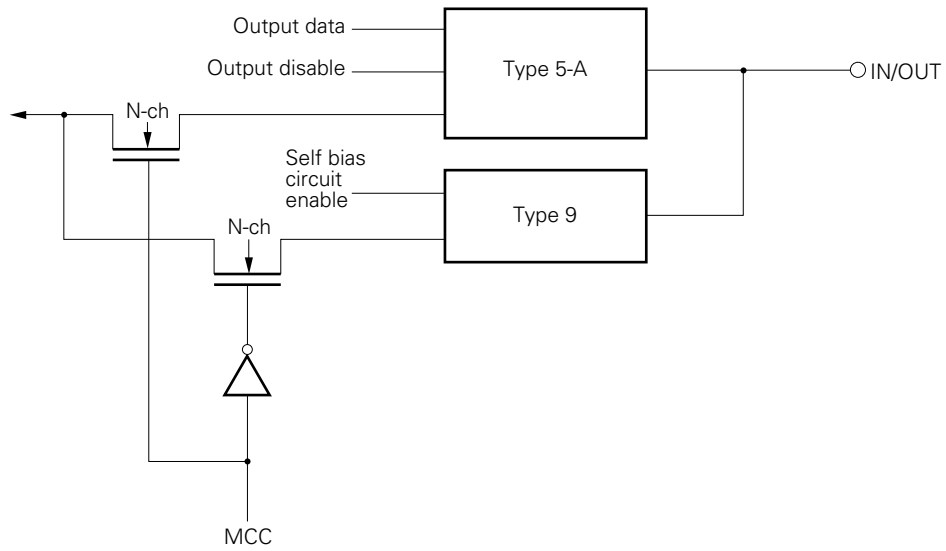 Output data
Output disable
Type 5-A
IN/OUT
N-ch
Self bias
circuit
enable
Type 9
N-ch
MCC